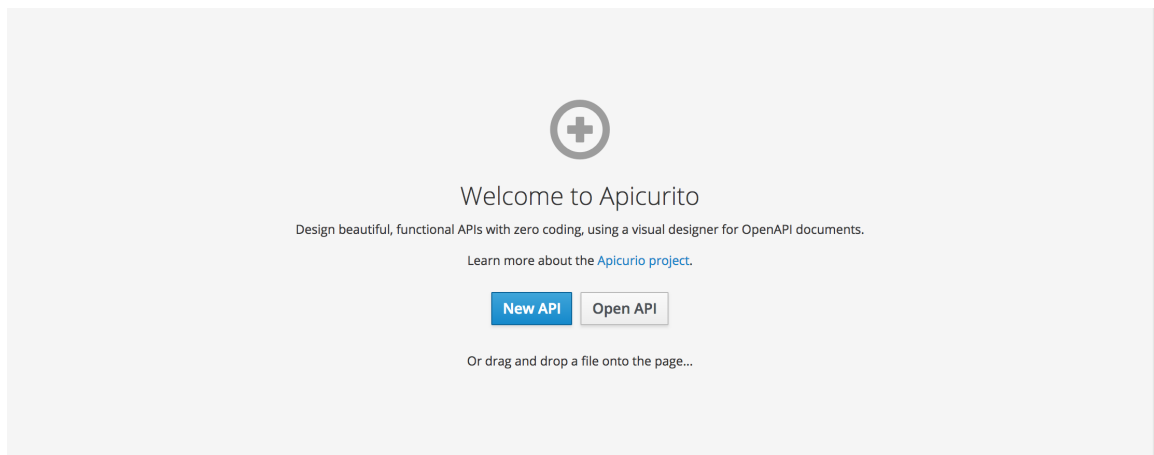 Welcome to Apicurito
Design beautiful, functional APIs with zero coding, using a visual designer for OpenAPI documents.
Learn more about the Apicurio project.
New API Open API
Or drag and drop a file onto the page...